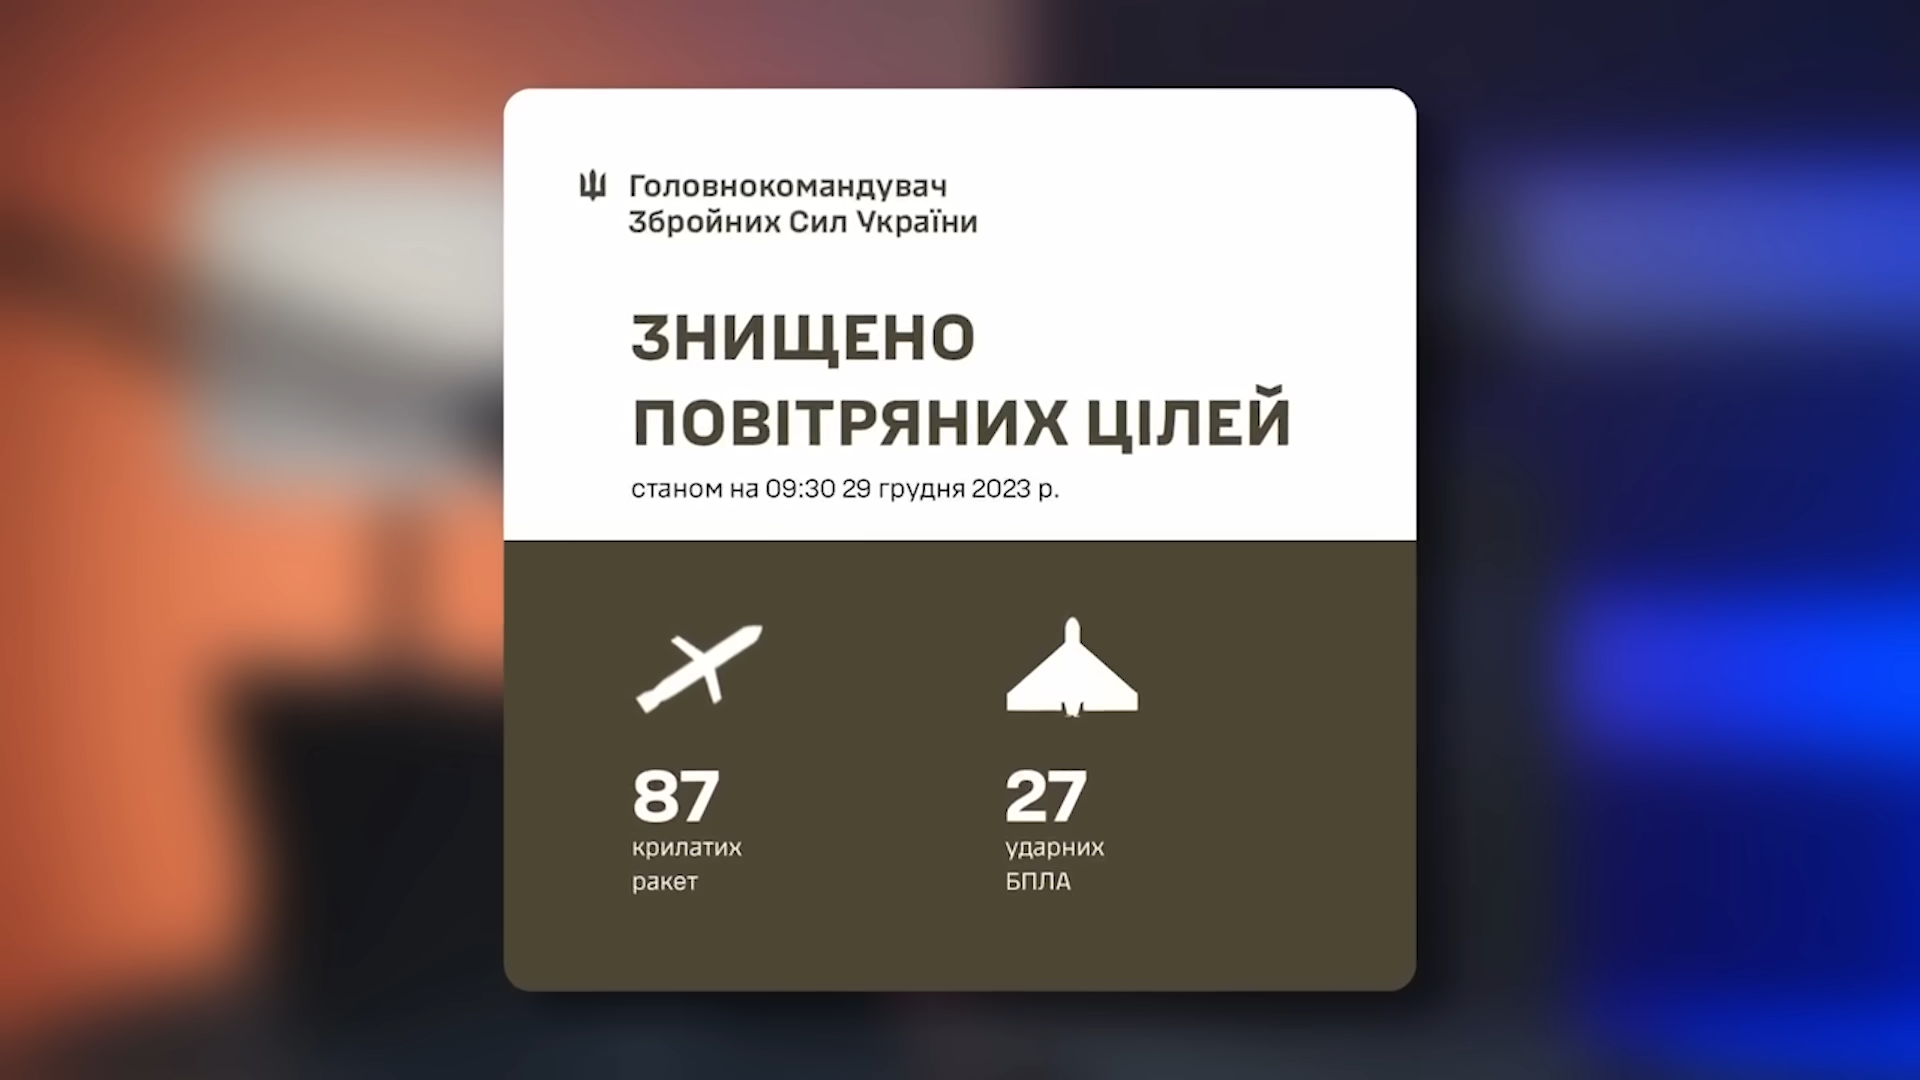 Головнокомандувач
Збройних Сил України
ЗНИЩЕНО
ПОВІТРЯНИХ ЦІЛЕЙ
станом на 09:30 29 грудня 2023 р.
87
крилатих
ракет
27
ударних
БПЛА